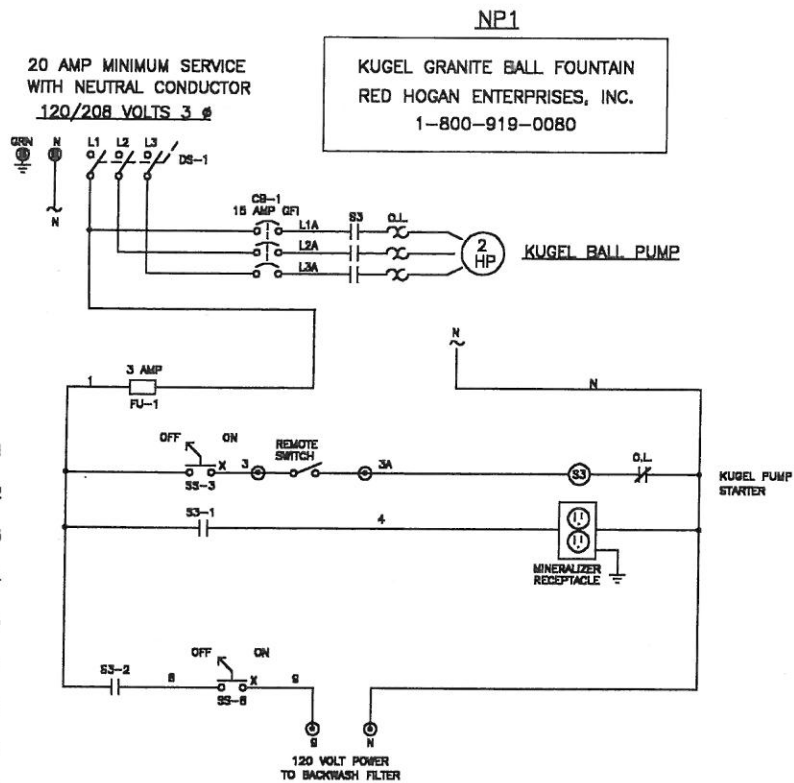 NP1
KUGEL GRANITE BALL FOUNTAIN
RED HOGAN ENTERPRISES, INC.
1-800-919-0080
20 AMP MINIMUM SERVICE
WITH NEUTRAL CONDUCTOR
120/208 VOLTS 3 ø
GRN N L1 L2 L3
DS-1
N
CB-1
15 AMP GFI
L1A S3 O.L.
L2A
L3A
2
HP
KUGEL BALL PUMP
N
3 AMP
1 N
FU-1
OFF ON
REMOTE
SWITCH
X 3 3A S3 O.L.
SS-3
KUGEL PUMP
STARTER
S3-1
4
MINERALIZER
RECEPTACLE
OFF ON
S3-2 8 X 9
SS-6
9 N
120 VOLT POWER
TO BACKWASH FILTER